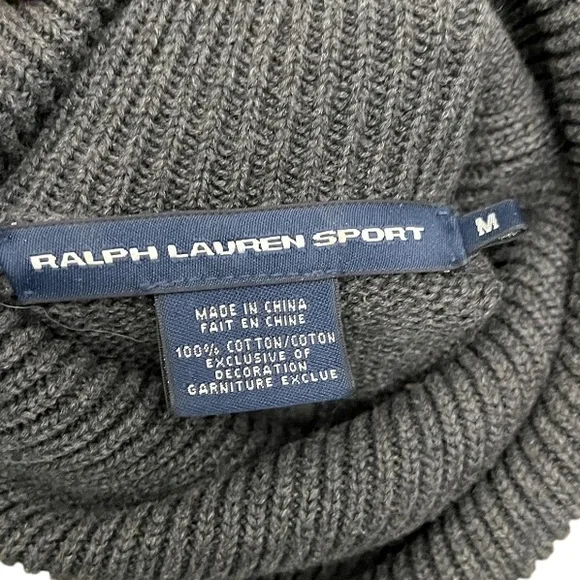 RALPH LAUREN SPORT
M
MADE IN CHINA
FAIT EN CHINE
100% COTTON/COTON
EXCLUSIVE OF
DECORATION
GARNITURE EXCLUE